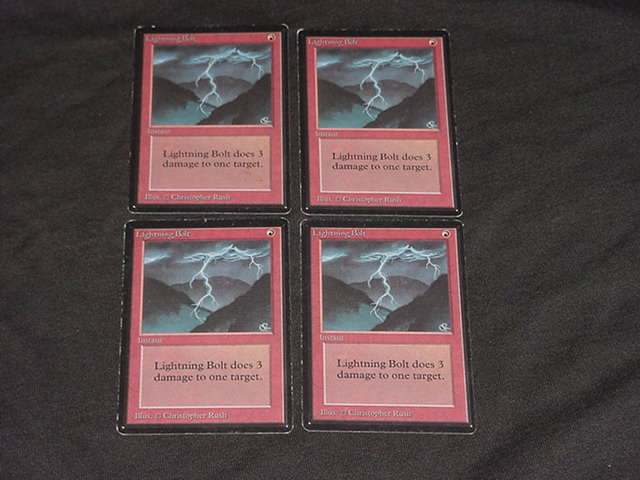 Lightning Bolt
Instant
Lightning Bolt does 3
damage to one target.
Illus. © Christopher Rush
Lightning Bolt
Instant
Lightning Bolt does 3
damage to one target.
Illus. © Christopher Rush
Lightning Bolt
Instant
Lightning Bolt does 3
damage to one target.
Illus. © Christopher Rush
Lightning Bolt
Instant
Lightning Bolt does 3
damage to one target.
Illus. © Christopher Rush